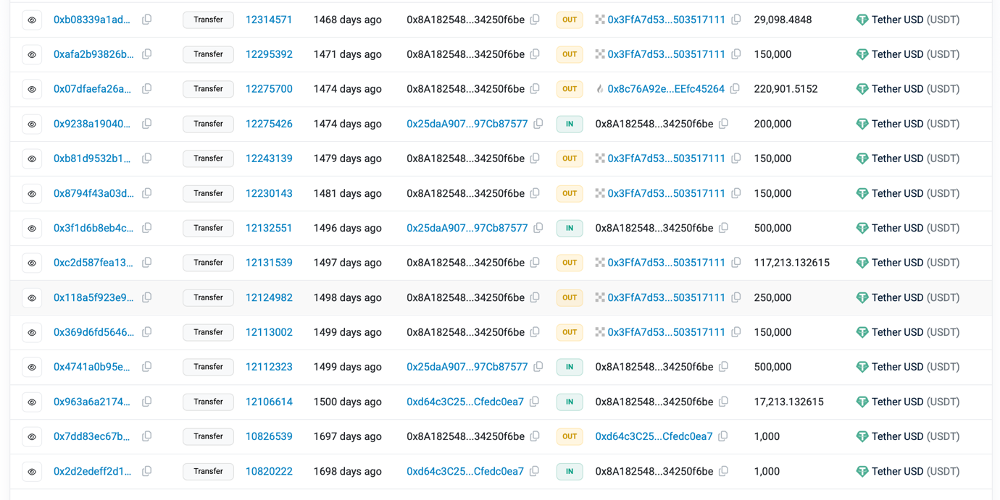 0xb08339a1ad... Transfer 12314571 1468 days ago 0x8A182548...34250f6be OUT 0x3FfA7d53...503517111 29,098.4848 Tether USD (USDT)
0xafa2b93826b... Transfer 12295392 1471 days ago 0x8A182548...34250f6be OUT 0x3FfA7d53...503517111 150,000 Tether USD (USDT)
0x07dfaefa26a... Transfer 12275700 1474 days ago 0x8A182548...34250f6be OUT 0x8c76A92e...EEfc45264 220,901.5152 Tether USD (USDT)
0x9238a19040... Transfer 12275426 1474 days ago 0x25daA907...97Cb87577 IN 0x8A182548...34250f6be 200,000 Tether USD (USDT)
0xb81d9532b1... Transfer 12243139 1479 days ago 0x8A182548...34250f6be OUT 0x3FfA7d53...503517111 150,000 Tether USD (USDT)
0x8794f43a03d... Transfer 12230143 1481 days ago 0x8A182548...34250f6be OUT 0x3FfA7d53...503517111 150,000 Tether USD (USDT)
0x3f1d6b8eb4c... Transfer 12132551 1496 days ago 0x25daA907...97Cb87577 IN 0x8A182548...34250f6be 500,000 Tether USD (USDT)
0xc2d587fea13... Transfer 12131539 1497 days ago 0x8A182548...34250f6be OUT 0x3FfA7d53...503517111 117,213.132615 Tether USD (USDT)
0x118a5f923e9... Transfer 12124982 1498 days ago 0x8A182548...34250f6be OUT 0x3FfA7d53...503517111 250,000 Tether USD (USDT)
0x369d6fd5646... Transfer 12113002 1499 days ago 0x8A182548...34250f6be OUT 0x3FfA7d53...503517111 150,000 Tether USD (USDT)
0x4741a0b95e... Transfer 12112323 1499 days ago 0x25daA907...97Cb87577 IN 0x8A182548...34250f6be 500,000 Tether USD (USDT)
0x963a6a2174... Transfer 12106614 1500 days ago 0xd64c3C25...Cfedc0ea7 IN 0x8A182548...34250f6be 17,213.132615 Tether USD (USDT)
0x7dd83ec67b... Transfer 10826539 1697 days ago 0x8A182548...34250f6be OUT 0xd64c3C25...Cfedc0ea7 1,000 Tether USD (USDT)
0x2d2edeff2d1... Transfer 10820222 1698 days ago 0xd64c3C25...Cfedc0ea7 IN 0x8A182548...34250f6be 1,000 Tether USD (USDT)